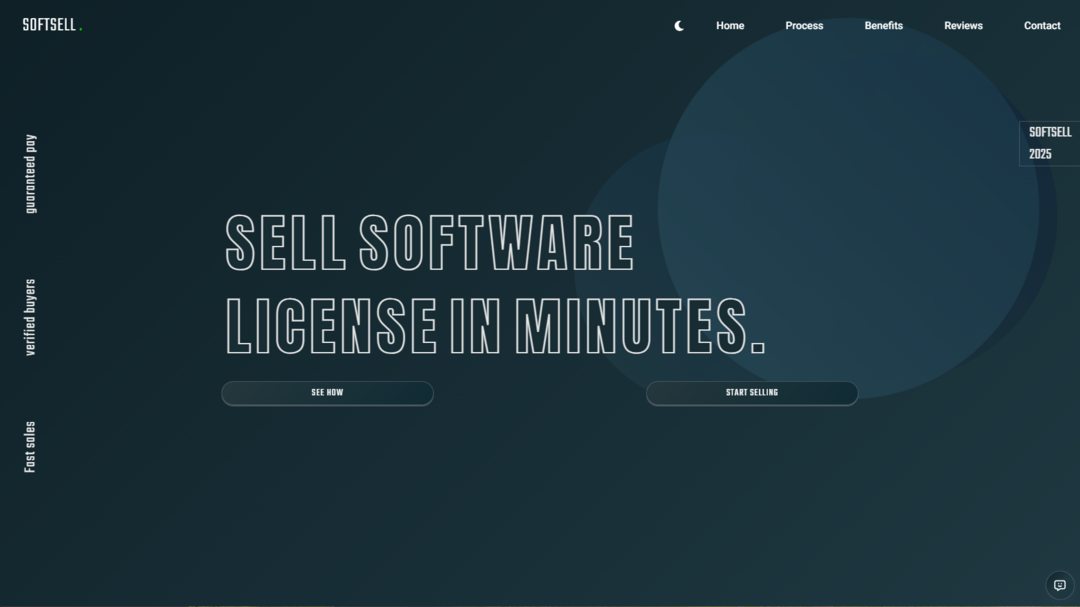 SOFTSELL .
Home
Process
Benefits
Reviews
Contact
SOFTSELL
2025
guaranteed pay
verified buyers
Fast sales
SELL SOFTWARE
LICENSE IN MINUTES.
SEE HOW
START SELLING